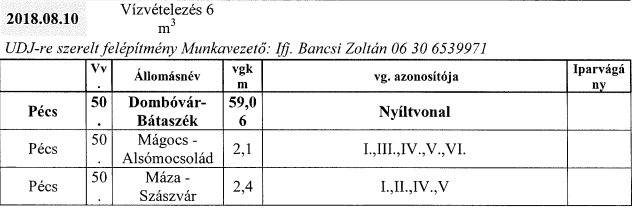 2018.08.10 Vízvételezés 6
m³
UDJ-re szerelt felépítmény Munkavezető: Ifj. Bancsi Zoltán 06 30 6539971
Vv
. Állomásnév vgk
m vg. azonosítója Iparvágá
ny
Pécs 50
. Dombóvár-
Bátaszék 59,0
6 Nyíltvonal
Pécs 50
. Mágocs -
Alsómocsolád 2,1 I.,III.,IV.,V.,VI.
Pécs 50
. Máza -
Szászvár 2,4 I.,II.,IV.,V